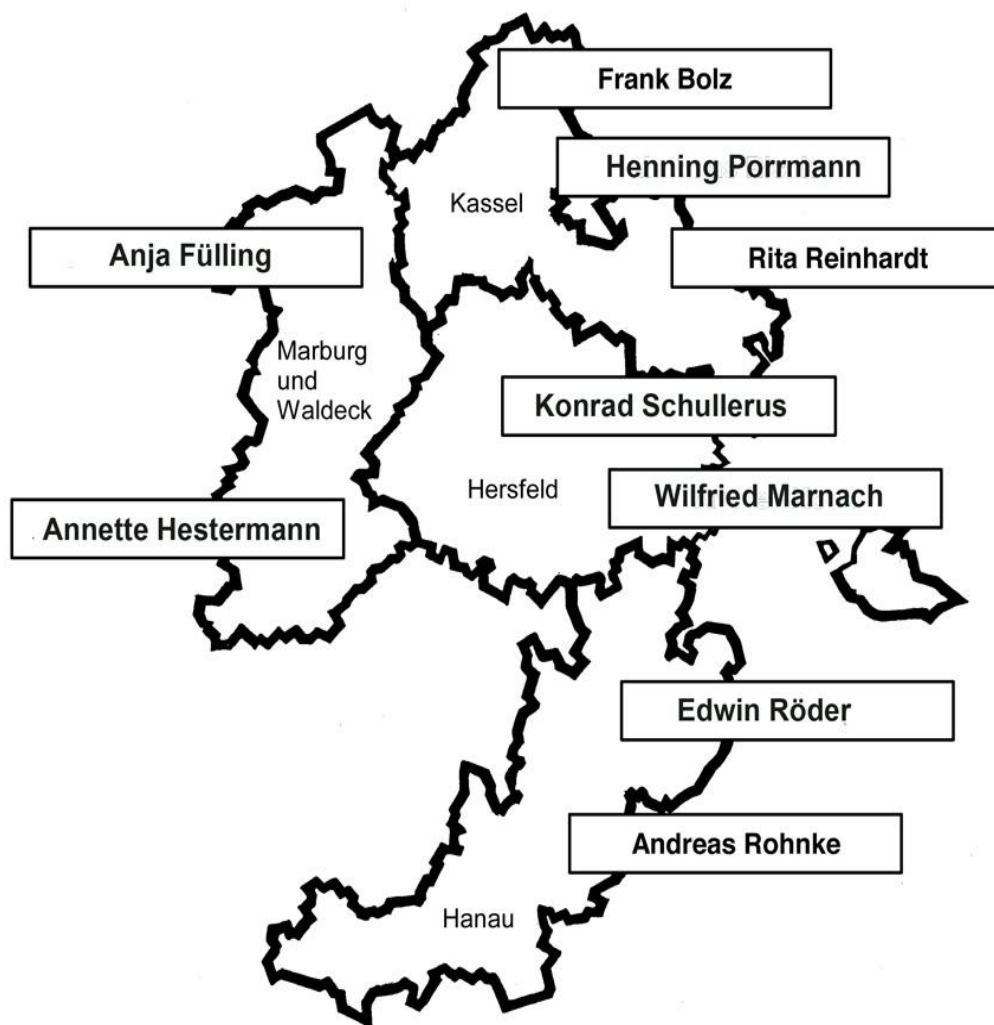 Frank Bolz
Henning Porrmann
Kassel
Anja Fülling
Rita Reinhardt
Marburg
und
Waldeck
Konrad Schullerus
Hersfeld
Wilfried Marnach
Annette Hestermann
Edwin Röder
Andreas Rohnke
Hanau